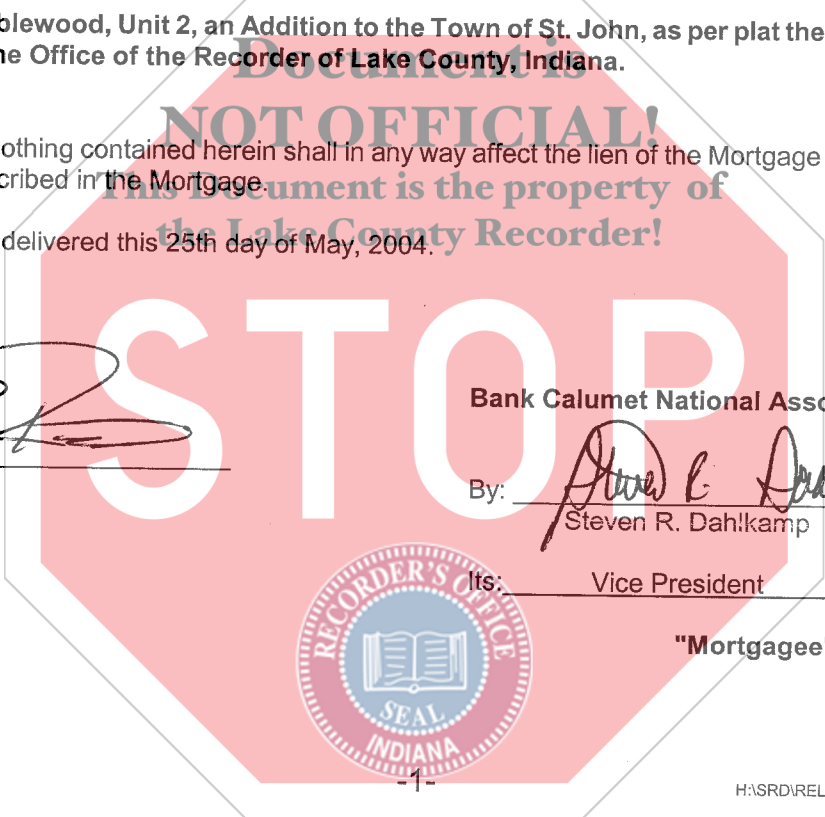 blewood, Unit 2, an Addition to the Town of St. John, as per plat the
e Office of the Recorder of Lake County, Indiana.
Document is
NOT OFFICIAL!
othing contained herein shall in any way affect the lien of the Mortgage
cribed in the Mortgage.
This Document is the property of
the Lake County Recorder!
delivered this 25th day of May, 2004.
STOP
Bank Calumet National Asso
By:
Steven R. Dahlkamp
Its: Vice President
"Mortgagee"
RECORDER'S OFFICE
SEAL
INDIANA
-1-
H:\SRD\REL